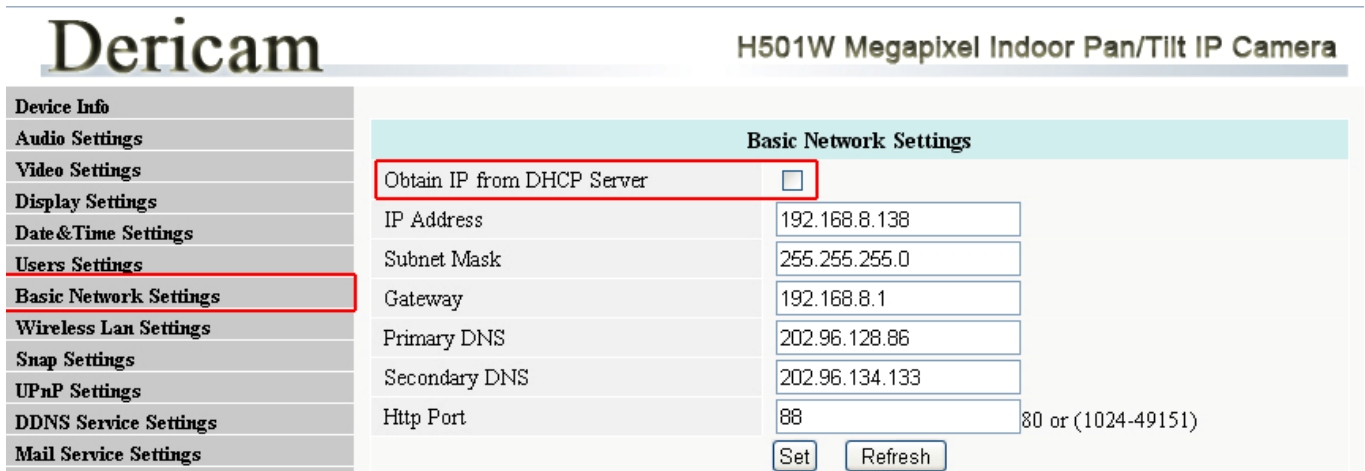 Dericam
H501W Megapixel Indoor Pan/Tilt IP Camera
Device Info
Audio Settings
Video Settings
Display Settings
Date&Time Settings
Users Settings
Basic Network Settings
Wireless Lan Settings
Snap Settings
UPnP Settings
DDNS Service Settings
Mail Service Settings
Basic Network Settings
Obtain IP from DHCP Server
IP Address 192.168.8.138
Subnet Mask 255.255.255.0
Gateway 192.168.8.1
Primary DNS 202.96.128.86
Secondary DNS 202.96.134.133
Http Port 88 80 or (1024-49151)
Set Refresh